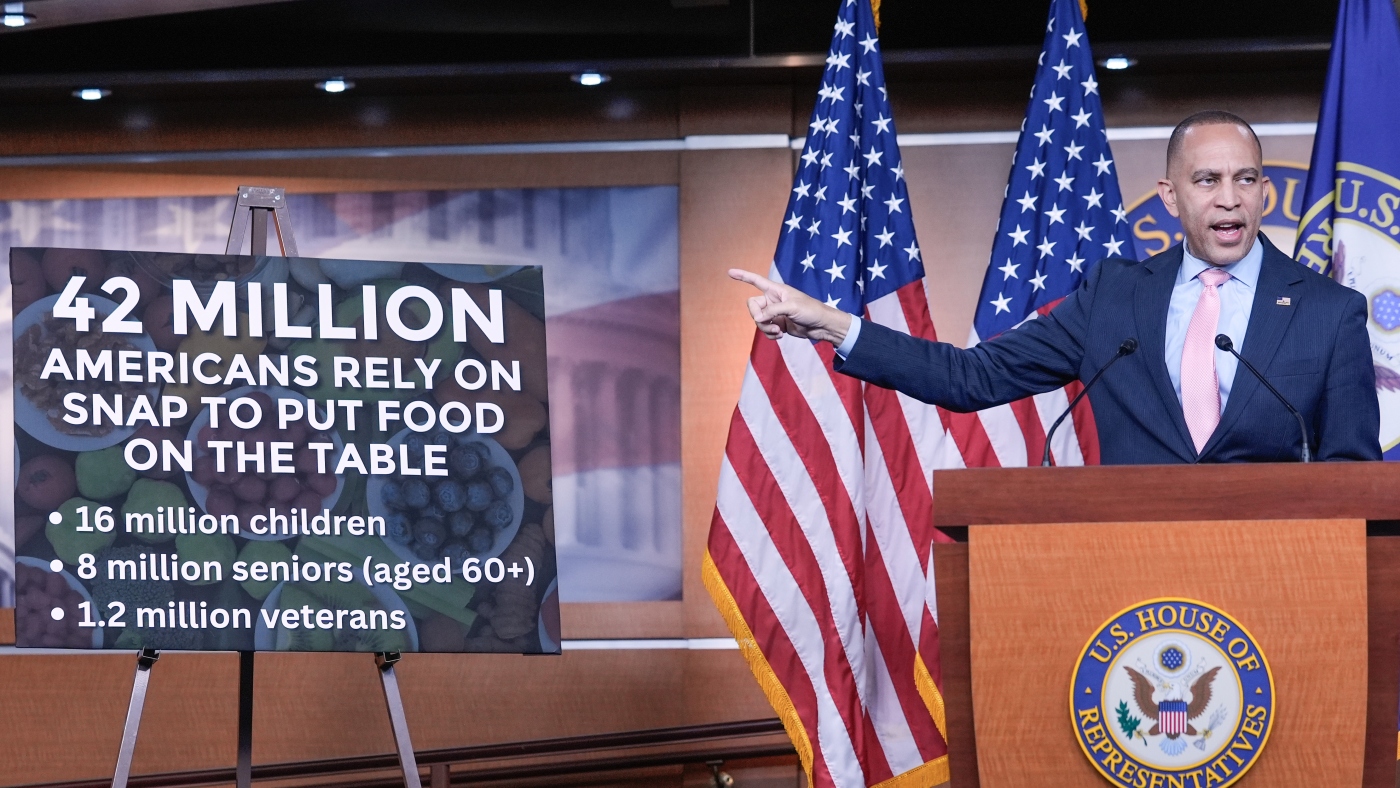 42 MILLION
AMERICANS RELY ON
SNAP TO PUT FOOD
ON THE TABLE
• 16 million children
• 8 million seniors (aged 60+)
• 1.2 million veterans
U.S. HOUSE OF
REPRESENTATIVES
U.S.